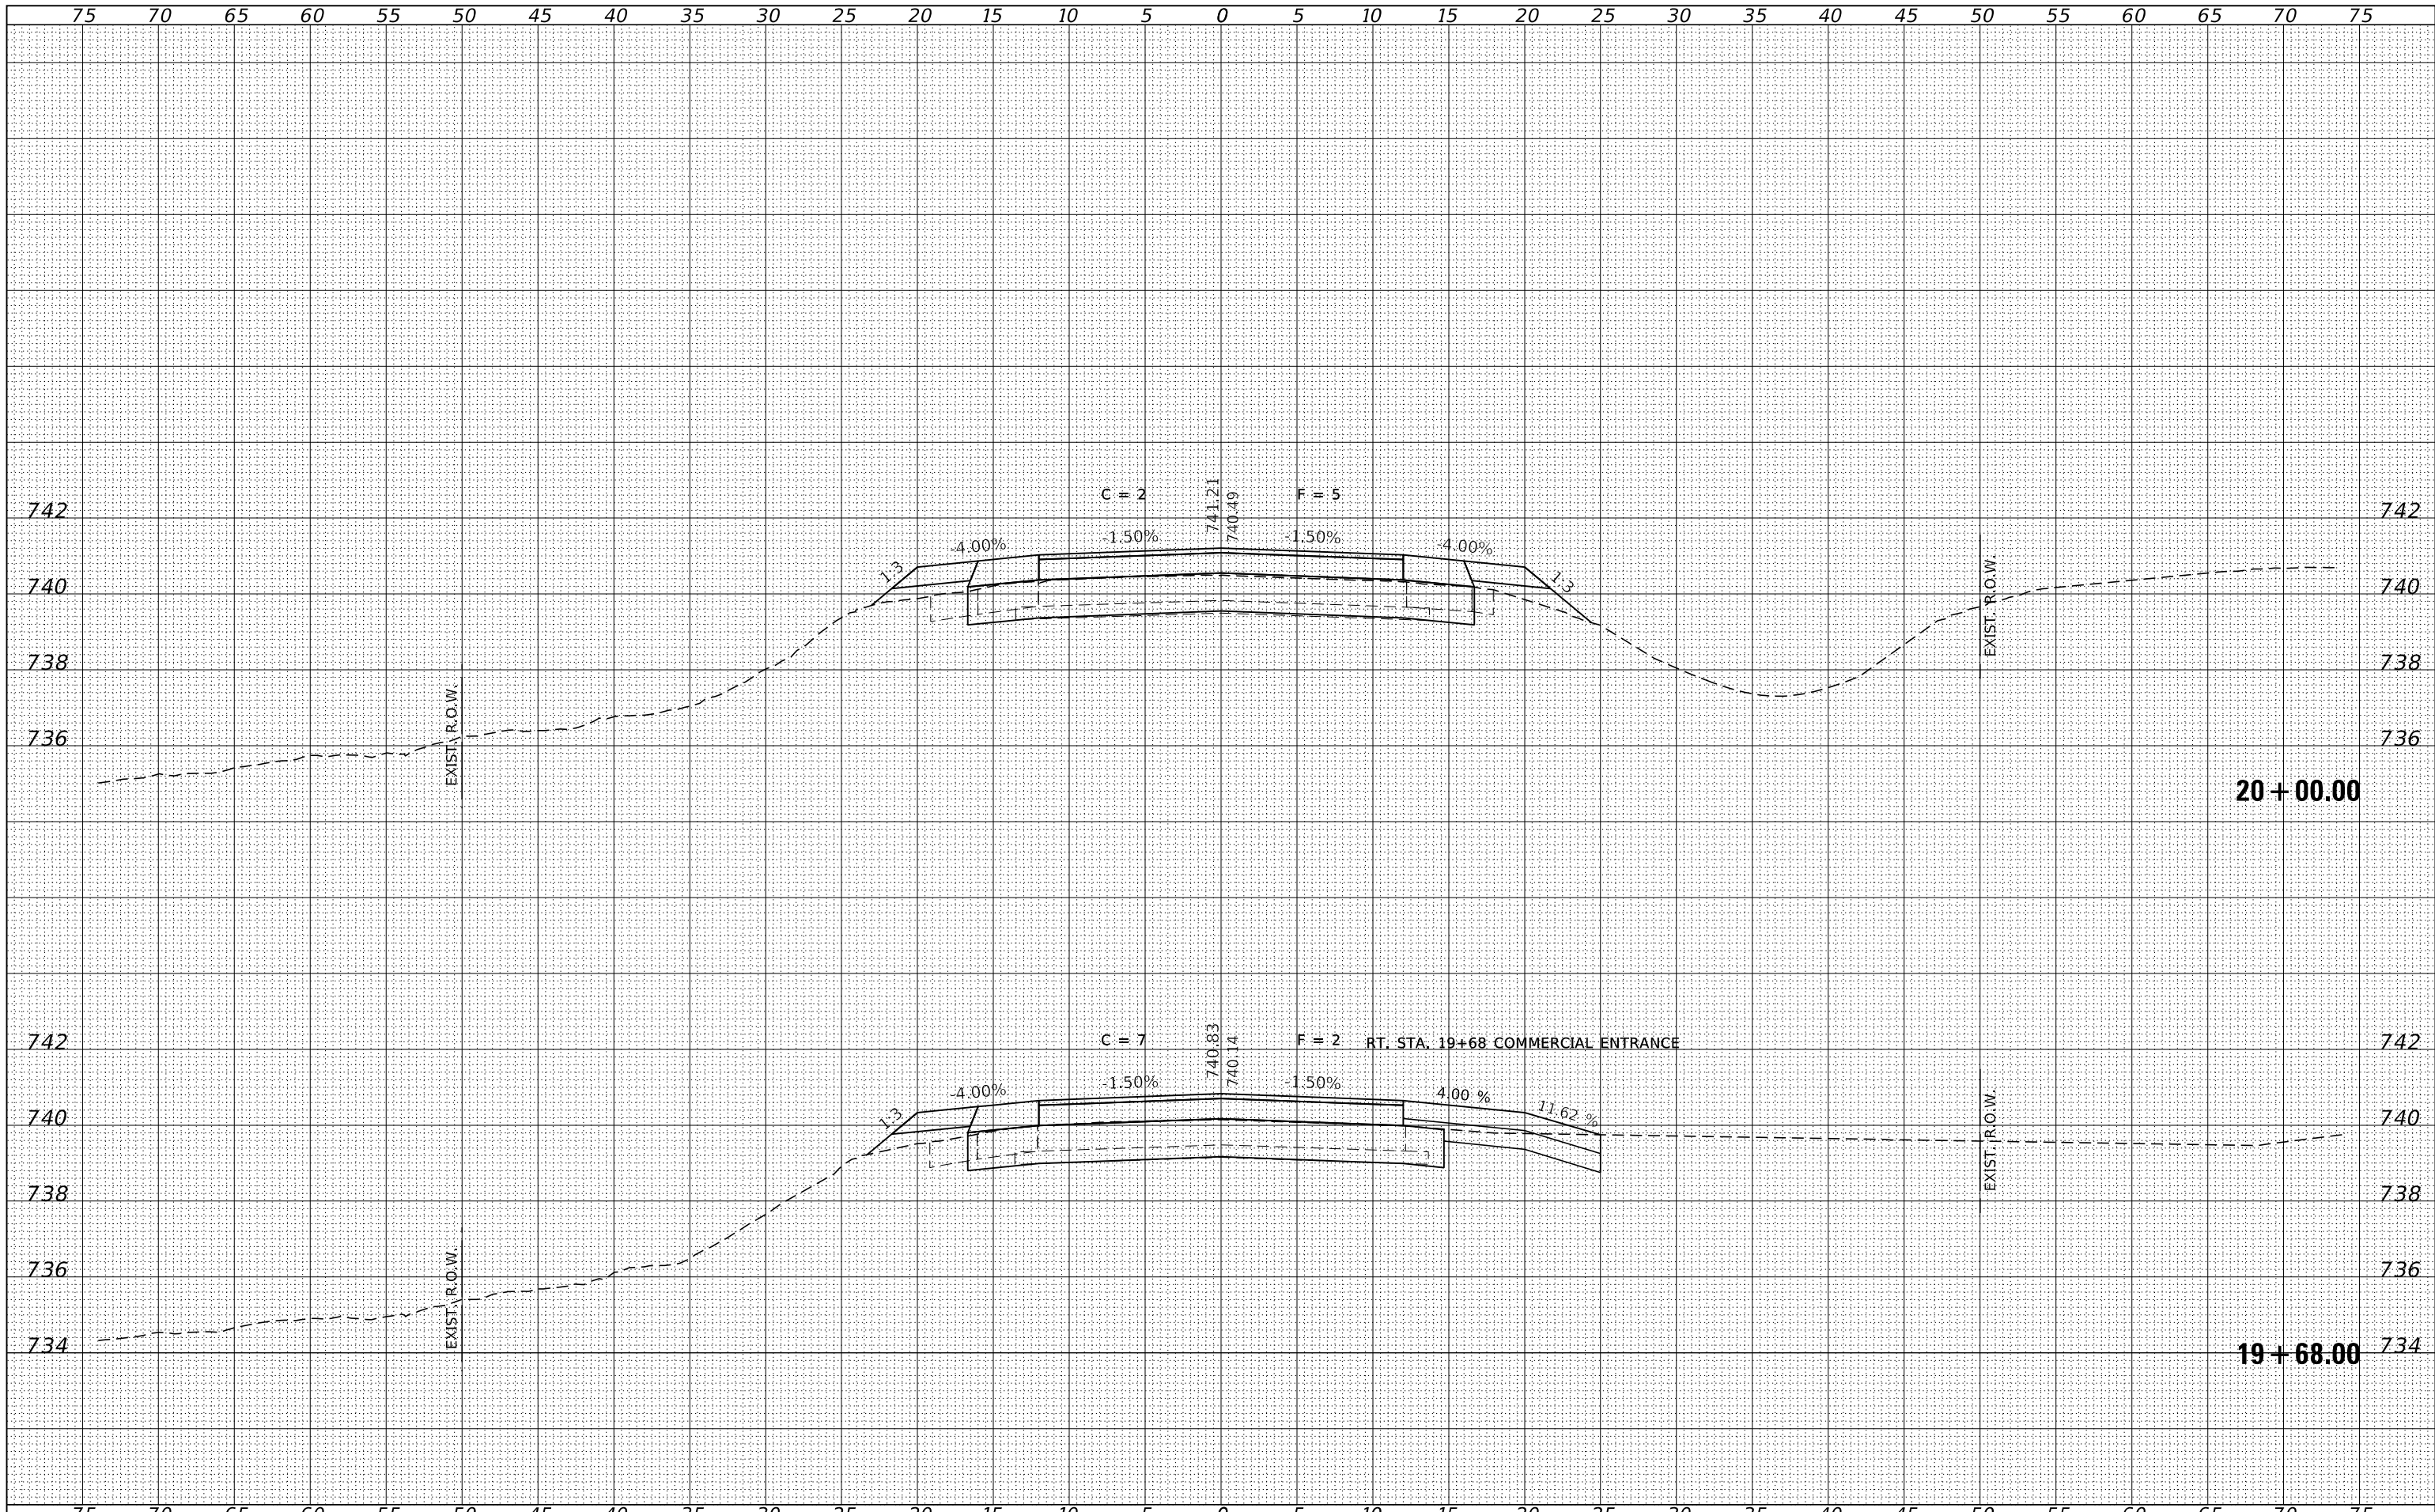 75 70 65 60 55 50 45 40 35 30 25 20 15 10 5 0 5 10 15 20 25 30 35 40 45 50 55 60 65 70 75
741.21
740.49
C = 2 F = 5
742 742
-4.00% -1.50% -1.50% -4.00%
1:3 1:3
740 740
EXIST. R.O.W.
738 738
EXIST. R.O.W.
736 736
20+00.00
740.83
740.14
C = 7 F = 2 RT. STA. 19+68 COMMERCIAL ENTRANCE
742 742
-4.00% -1.50% -1.50% 4.00 %
1:3 11.62 %
740 740
EXIST. R.O.W.
738 738
EXIST. R.O.W.
736 736
734 19+68.00 734
75 70 65 60 55 50 45 40 35 30 25 20 15 10 5 0 5 10 15 20 25 30 35 40 45 50 55 60 65 70 75